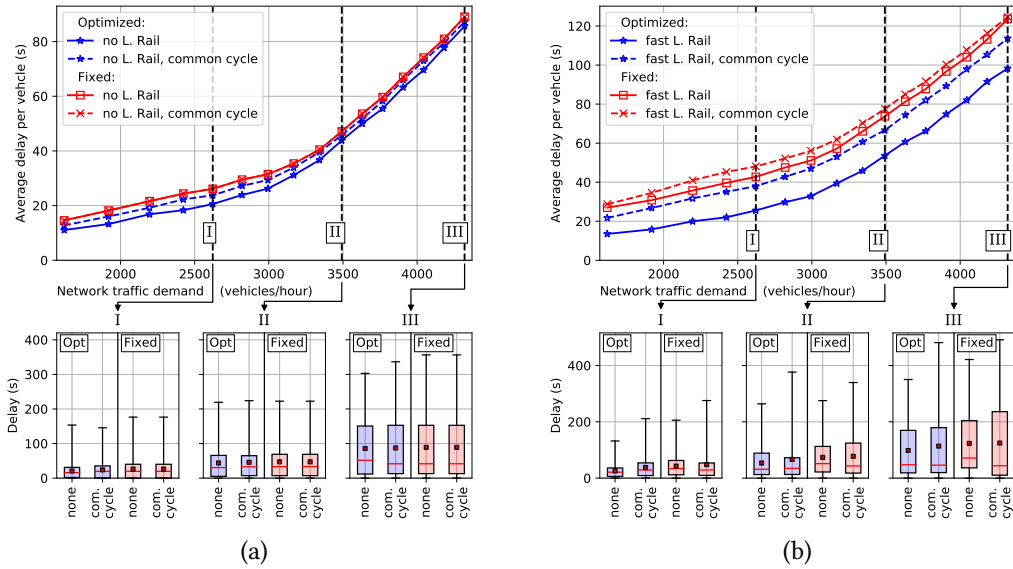 Optimized:
no L. Rail
no L. Rail, common cycle
Fixed:
no L. Rail
no L. Rail, common cycle
Average delay per vehcle (s)
80
60
40
20
0
I
II
III
2000
2500
3000
3500
4000
Network traffic demand (vehicles/hour)
I
II
III
Delay (s)
400
300
200
100
0
Opt
Fixed
Opt
Fixed
Opt
Fixed
none
com. cycle
none
com. cycle
none
com. cycle
none
com. cycle
none
com. cycle
none
com. cycle
(a)
Optimized:
fast L. Rail
fast L. Rail, common cycle
Fixed:
fast L. Rail
fast L. Rail, common cycle
Average delay per vehicle (s)
120
100
80
60
40
20
0
I
II
III
2000
2500
3000
3500
4000
Network traffic demand (vehicles/hour)
I
II
III
Delay (s)
400
200
0
Opt
Fixed
Opt
Fixed
Opt
Fixed
none
com. cycle
none
com. cycle
none
com. cycle
none
com. cycle
none
com. cycle
none
com. cycle
(b)